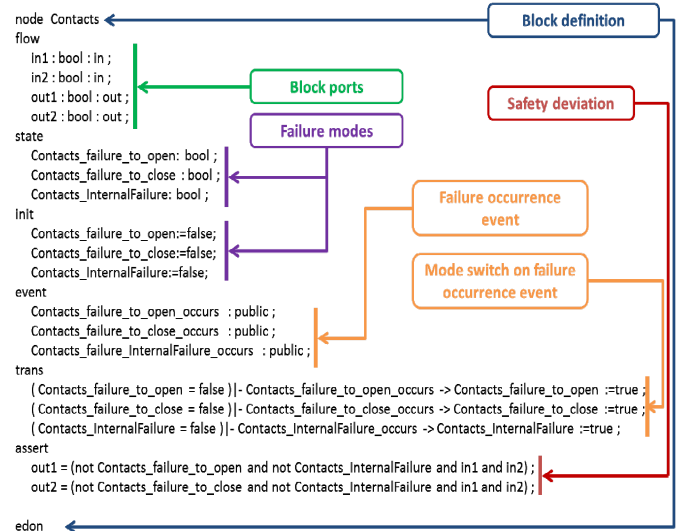 node Contacts
Block definition
flow
in1 : bool : in ;
in2 : bool : in ;
out1 : bool : out ;
out2 : bool : out ;
Block ports
Safety deviation
state
Failure modes
Contacts_failure_to_open: bool ;
Contacts_failure_to_close : bool ;
Contacts_InternalFailure: bool ;
Failure occurrence
event
init
Contacts_failure_to_open:=false;
Contacts_failure_to_close:=false;
Contacts_InternalFailure:=false;
Mode switch on failure
occurrence event
event
Contacts_failure_to_open_occurs : public ;
Contacts_failure_to_close_occurs : public ;
Contacts_failure_InternalFailure_occurs : public ;
trans
( Contacts_failure_to_open = false )|- Contacts_failure_to_open_occurs -> Contacts_failure_to_open :=true ;
( Contacts_failure_to_close = false )|- Contacts_failure_to_close_occurs -> Contacts_failure_to_close :=true ;
( Contacts_InternalFailure = false )|- Contacts_InternalFailure_occurs -> Contacts_InternalFailure :=true ;
assert
out1 = (not Contacts_failure_to_open and not Contacts_InternalFailure and in1 and in2) ;
out2 = (not Contacts_failure_to_close and not Contacts_InternalFailure and in1 and in2) ;
edon